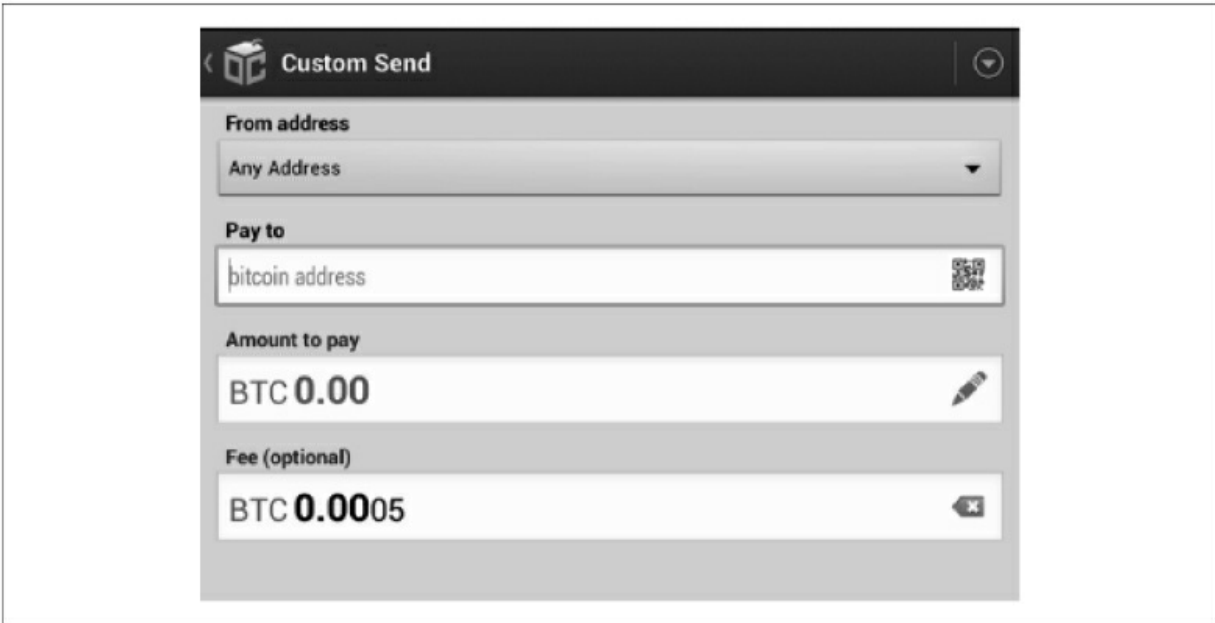 Custom Send
From address
Any Address
Pay to
bitcoin address
Amount to pay
BTC 0.00
Fee (optional)
BTC 0.0005